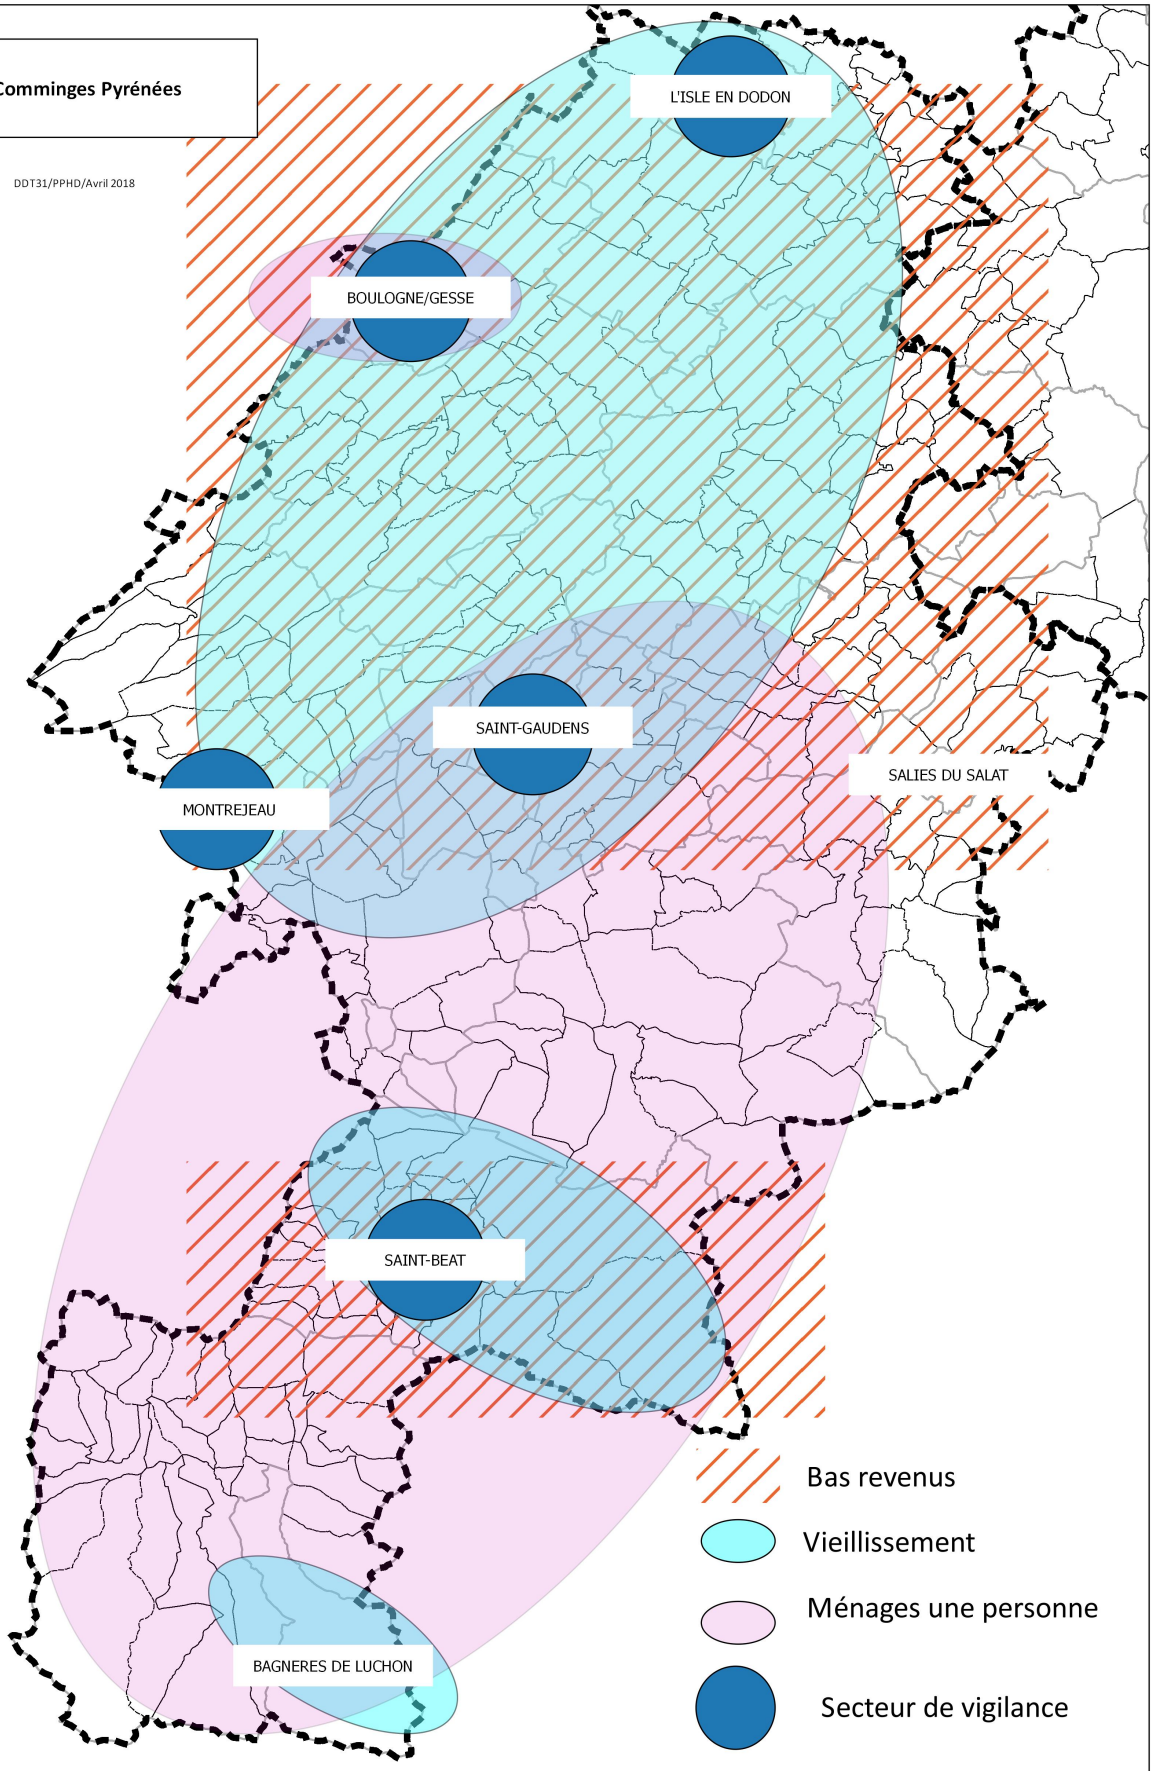 Comminges Pyrénées
DDT31/PPHD/Avril 2018
L'ISLE EN DODON
BOULOGNE/GESSE
SAINT-GAUDENS
SALIES DU SALAT
MONTREJEAU
SAINT-BEAT
BAGNERES DE LUCHON
Bas revenus
Vieillissement
Ménages une personne
Secteur de vigilance